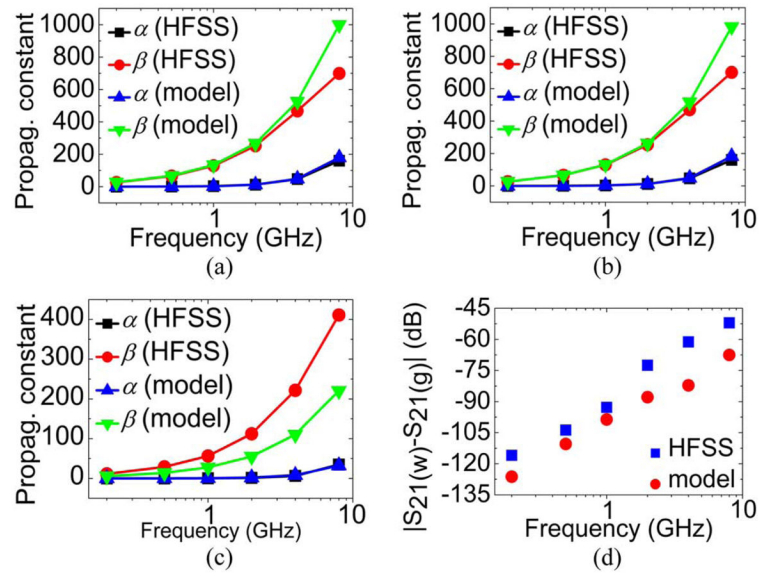 Propag. constant
1000
800
600
400
200
0
α (HFSS)
β (HFSS)
α (model)
β (model)
1
10
Frequency (GHz)
(a)
Propag. constant
1000
800
600
400
200
0
α (HFSS)
β (HFSS)
α (model)
β (model)
1
10
Frequency (GHz)
(b)
Propag. constant
400
300
200
100
0
α (HFSS)
β (HFSS)
α (model)
β (model)
1
10
Frequency (GHz)
(c)
|S21(w)-S21(g)| (dB)
-45
-60
-75
-90
-105
-120
-135
HFSS
model
1
10
Frequency (GHz)
(d)